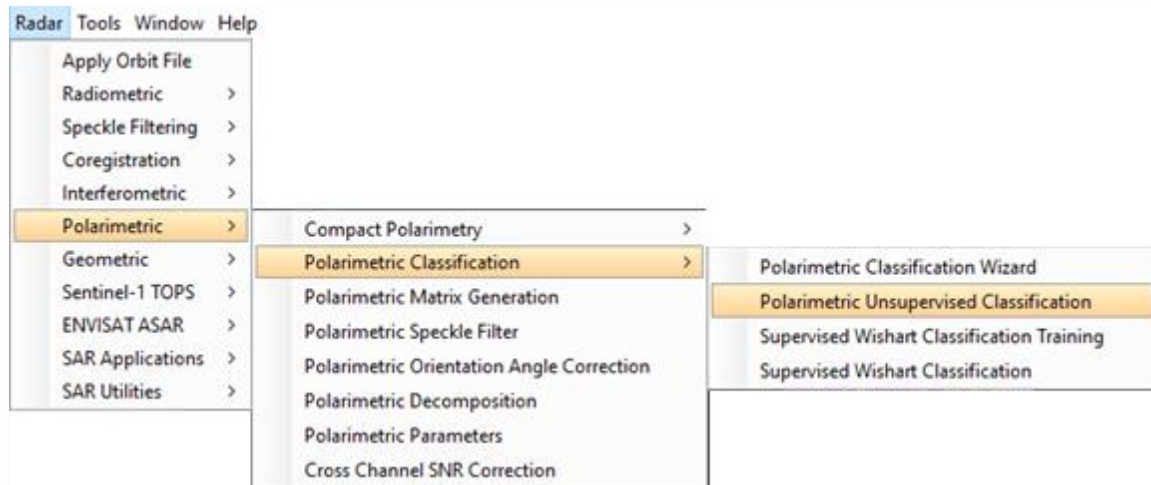 Radar Tools Window Help
Apply Orbit File
Radiometric >
Speckle Filtering >
Coregistration >
Interferometric >
Polarimetric >
Geometric >
Sentinel-1 TOPS >
ENVISAT ASAR >
SAR Applications >
SAR Utilities >
Compact Polarimetry >
Polarimetric Classification >
Polarimetric Matrix Generation
Polarimetric Speckle Filter
Polarimetric Orientation Angle Correction
Polarimetric Decomposition
Polarimetric Parameters
Cross Channel SNR Correction
Polarimetric Classification Wizard
Polarimetric Unsupervised Classification
Supervised Wishart Classification Training
Supervised Wishart Classification